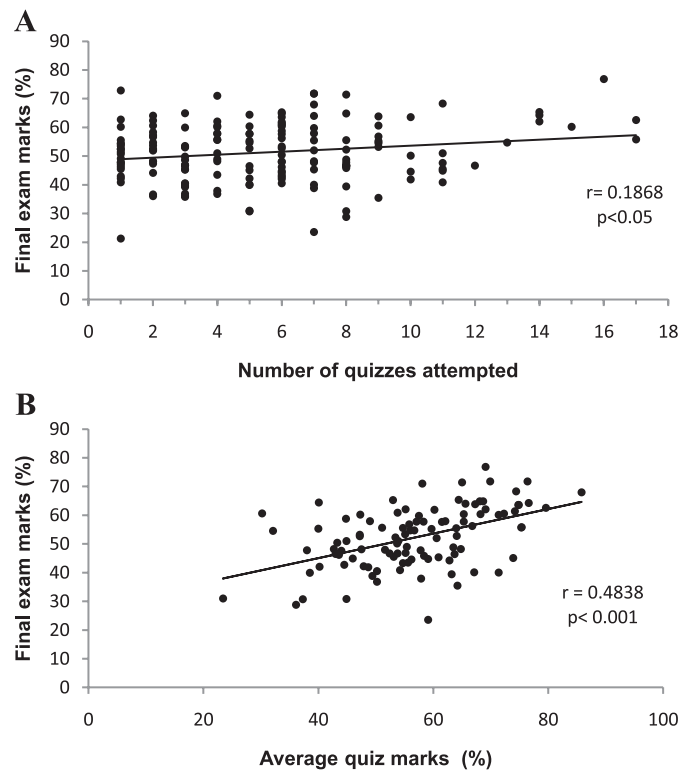 A
Final exam marks (%)
90
80
70
60
50
40
30
20
10
0
0 2 4 6 8 10 12 14 16 18
r= 0.1868
p<0.05
Number of quizzes attempted
B
Final exam marks (%)
90
80
70
60
50
40
30
20
10
0
0 20 40 60 80 100
r = 0.4838
p< 0.001
Average quiz marks (%)